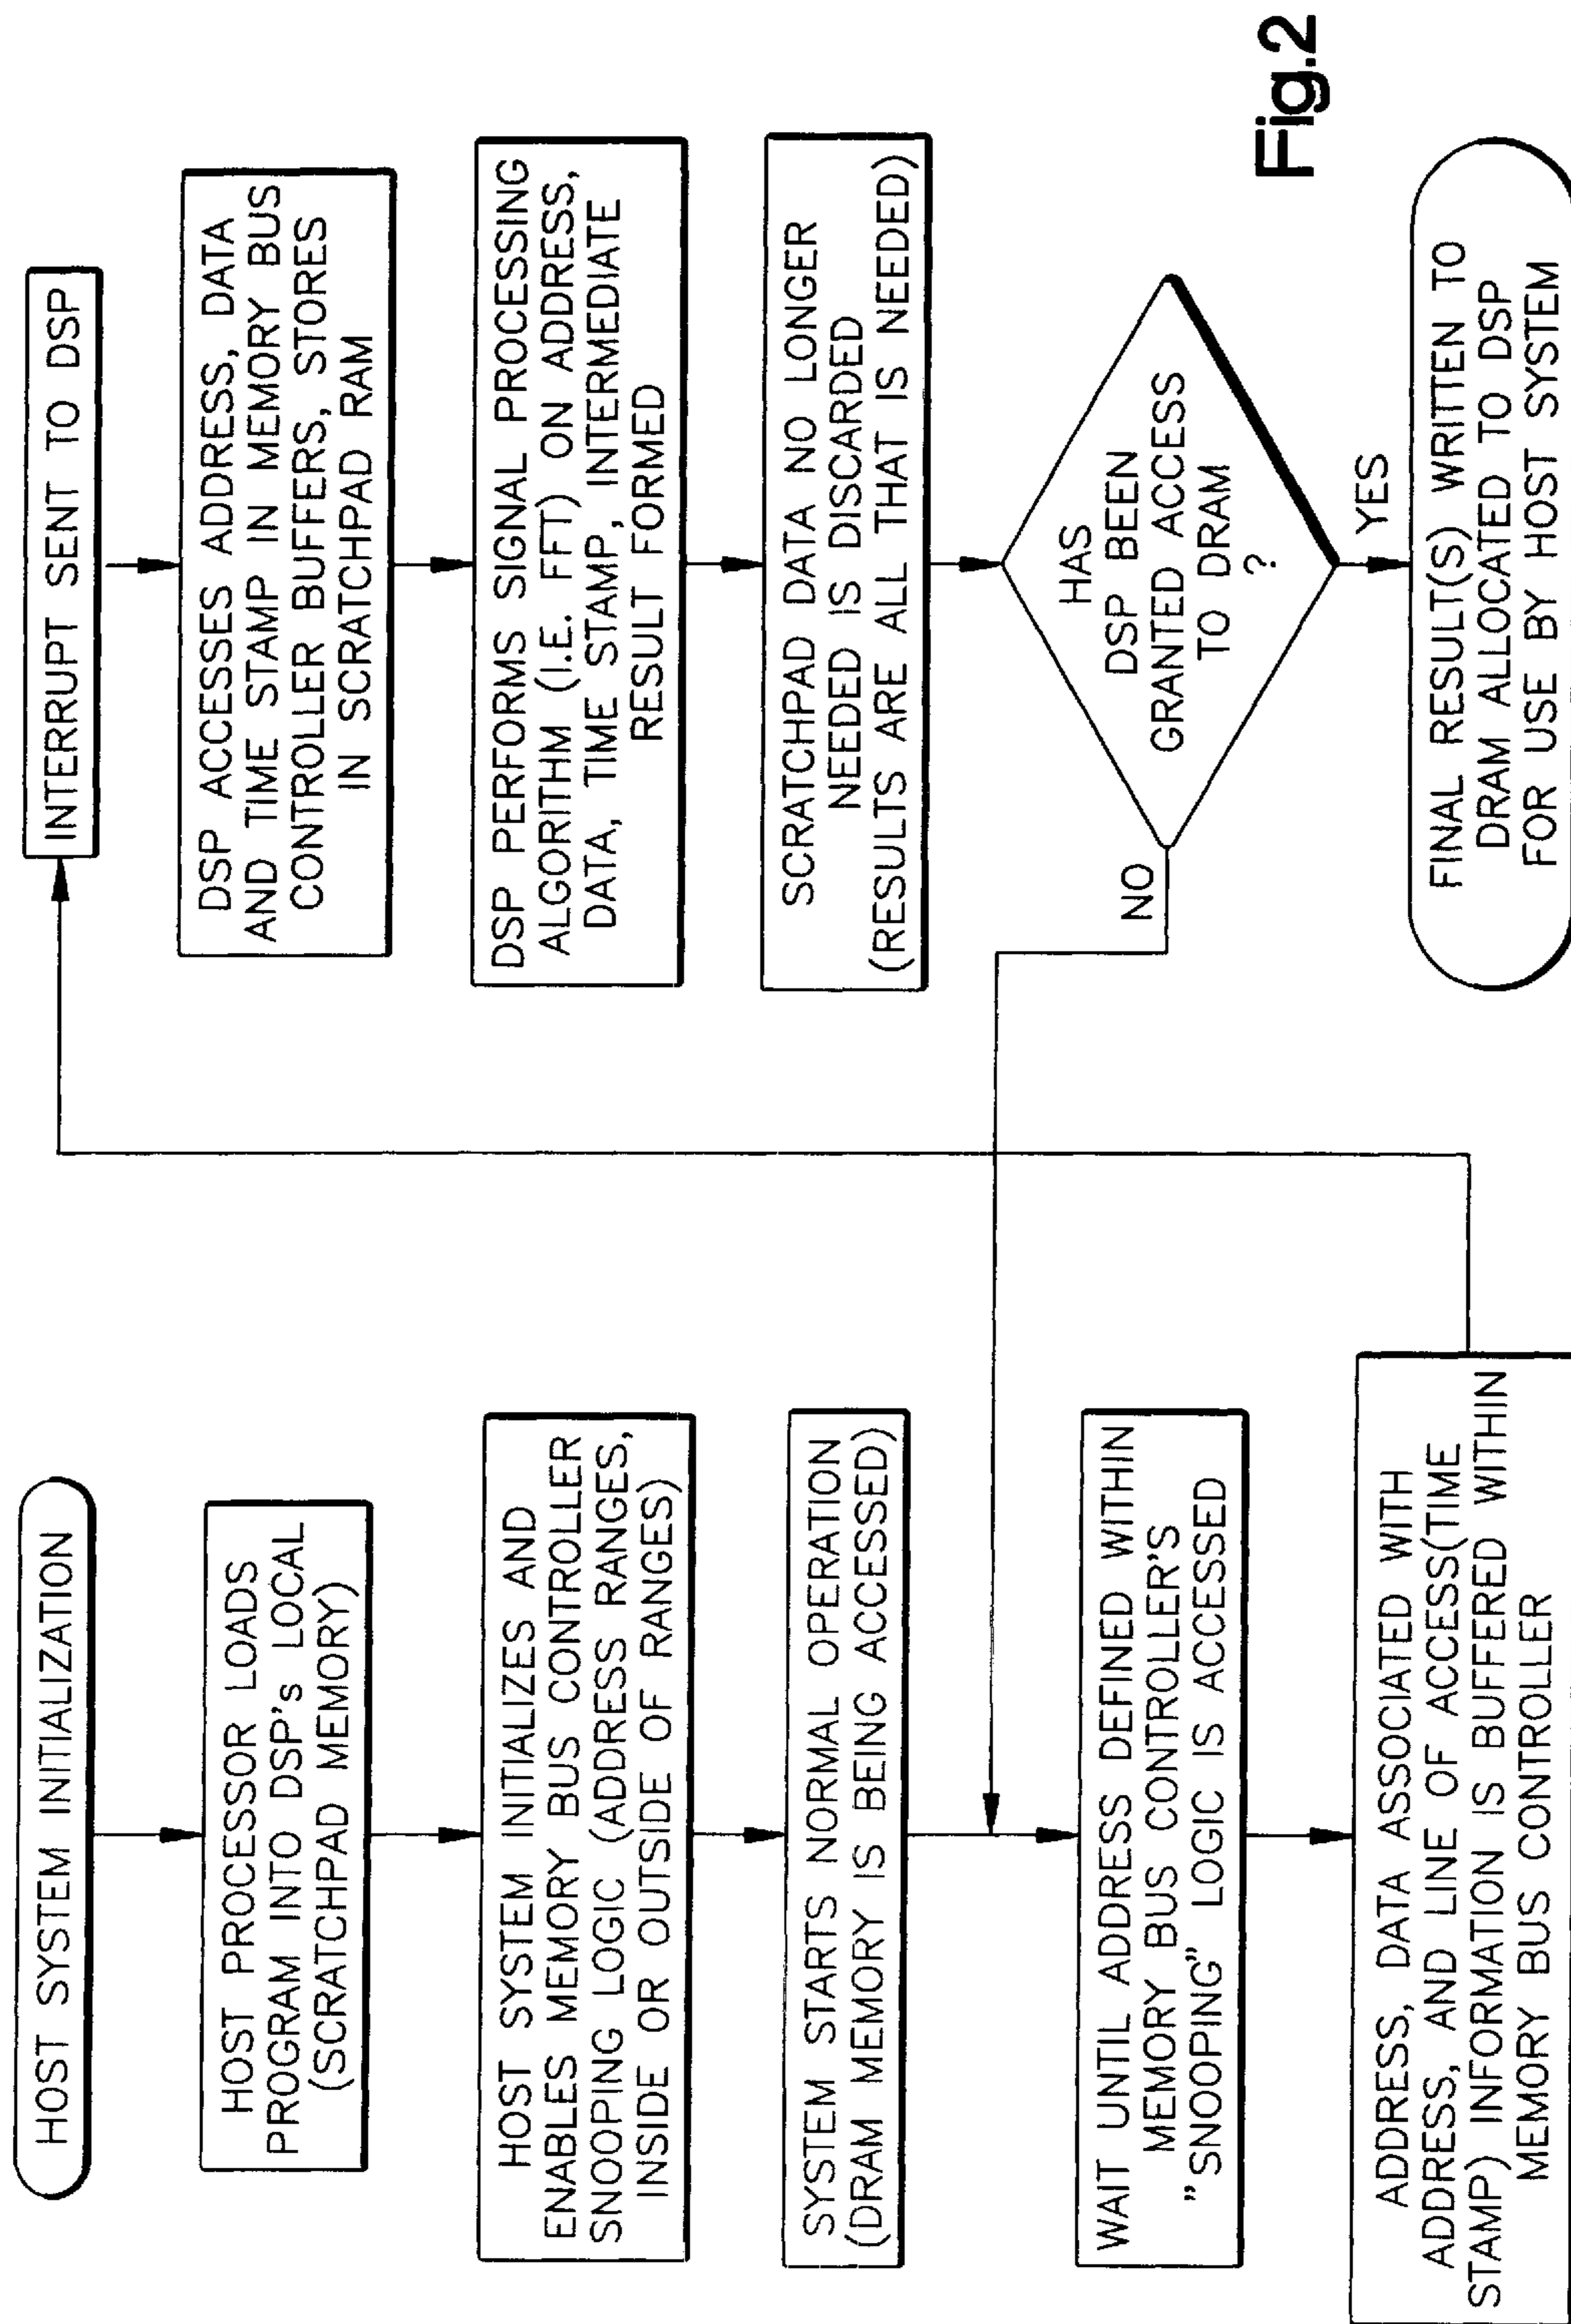 HOST SYSTEM INITIALIZATION
HOST PROCESSOR LOADS
PROGRAM INTO DSP's LOCAL
(SCRATCHPAD MEMORY)
HOST SYSTEM INITIALIZES AND
ENABLES MEMORY BUS CONTROLLER
SNOOPING LOGIC (ADDRESS RANGES,
INSIDE OR OUTSIDE OF RANGES)
SYSTEM STARTS NORMAL OPERATION
(DRAM MEMORY IS BEING ACCESSED)
WAIT UNTIL ADDRESS DEFINED WITHIN
MEMORY BUS CONTROLLER'S
"SNOOPING" LOGIC IS ACCESSED
ADDRESS, DATA ASSOCIATED WITH
ADDRESS, AND LINE OF ACCESS(TIME
STAMP) INFORMATION IS BUFFERED WITHIN
MEMORY BUS CONTROLLER
INTERRUPT SENT TO DSP
DSP ACCESSES ADDRESS, DATA
AND TIME STAMP IN MEMORY BUS
CONTROLLER BUFFERS, STORES
IN SCRATCHPAD RAM
DSP PERFORMS SIGNAL PROCESSING
ALGORITHM (I.E. FFT) ON ADDRESS,
DATA, TIME STAMP, INTERMEDIATE
RESULT FORMED
SCRATCHPAD DATA NO LONGER
NEEDED IS DISCARDED
(RESULTS ARE ALL THAT IS NEEDED)
HAS
DSP BEEN
GRANTED ACCESS
TO DRAM
?
NO
YES
FINAL RESULT(S) WRITTEN TO
DRAM ALLOCATED TO DSP
FOR USE BY HOST SYSTEM
Fig.2